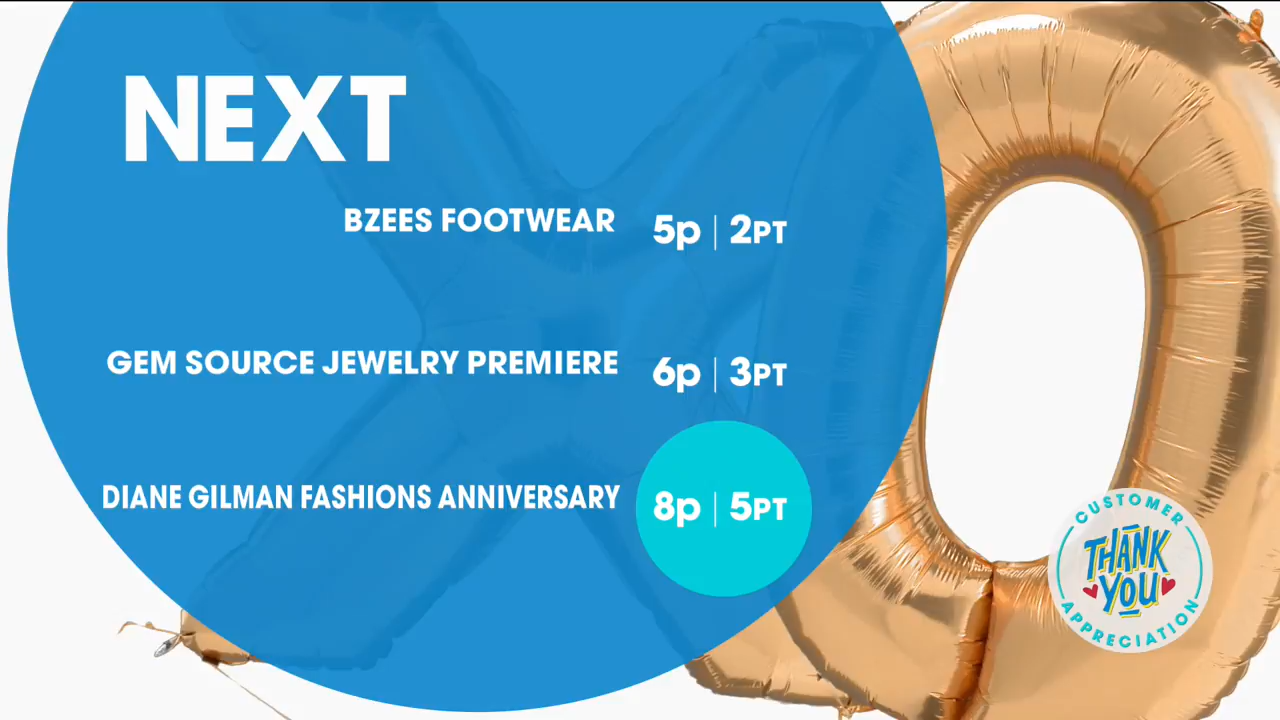 NEXT
BZEES FOOTWEAR 5p | 2PT
GEM SOURCE JEWELRY PREMIERE 6p | 3PT
DIANE GILMAN FASHIONS ANNIVERSARY 8p | 5PT
CUSTOMER
THANK
YOU
APPRECIATION